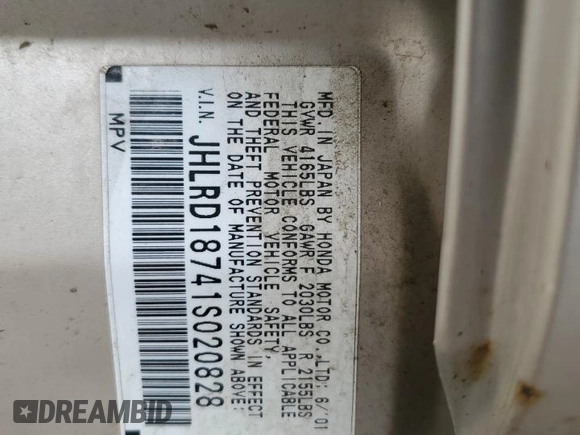 MFD. IN JAPAN BY HONDA MOTOR CO.,LTD: 6/01
GVWR 4165LBS GAWR F 2030LBS R 2155LBS
THIS VEHICLE CONFORMS TO ALL APPLICABLE
FEDERAL MOTOR VEHICLE SAFETY
AND THEFT PREVENTION STANDARDS IN EFFECT
ON THE DATE OF MANUFACTURE SHOWN ABOVE:
V.I.N JHLRD18741S020828
MPV
DREAMBID